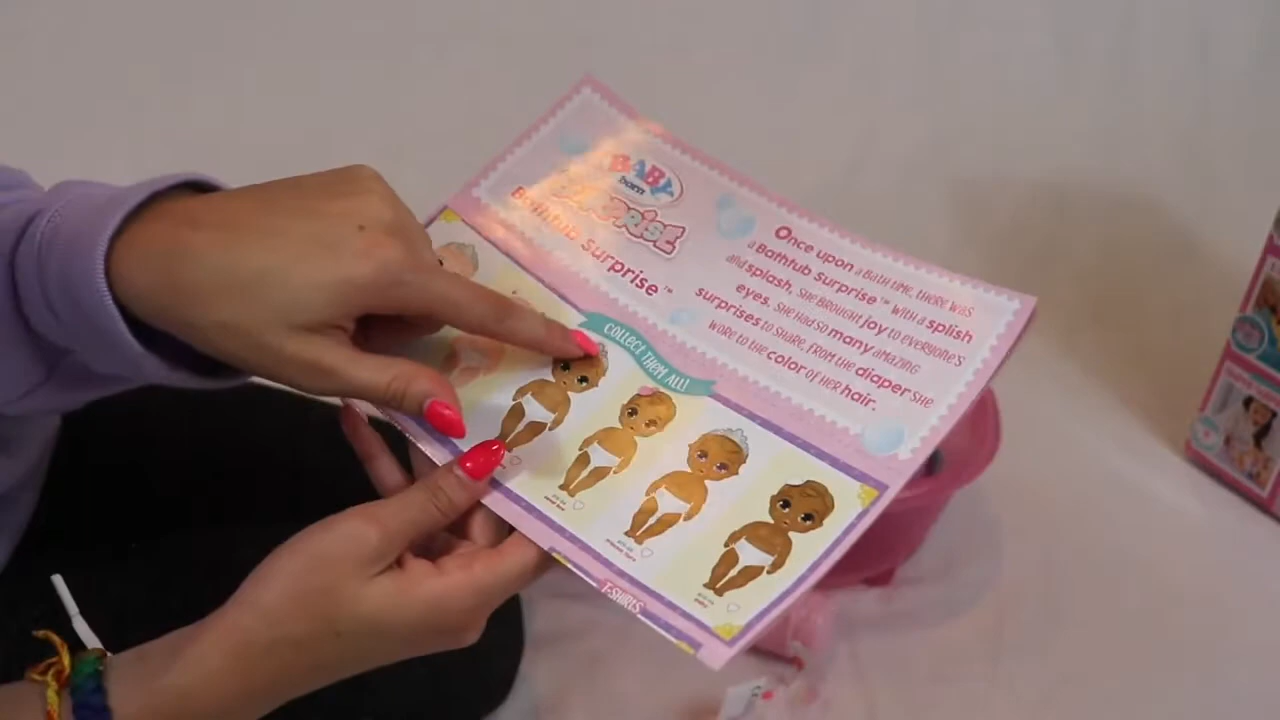 BABY
born
SURPRISE
Bathtub Surprise™
Once upon a Bath time, there was
a Bathtub Surprise™ with a splish
and splash. She brought joy to everyone's
eyes. She had so many amazing
surprises to share, from the diaper she
wore to the color of her hair.
COLLECT THEM ALL!
T-SHIRTS